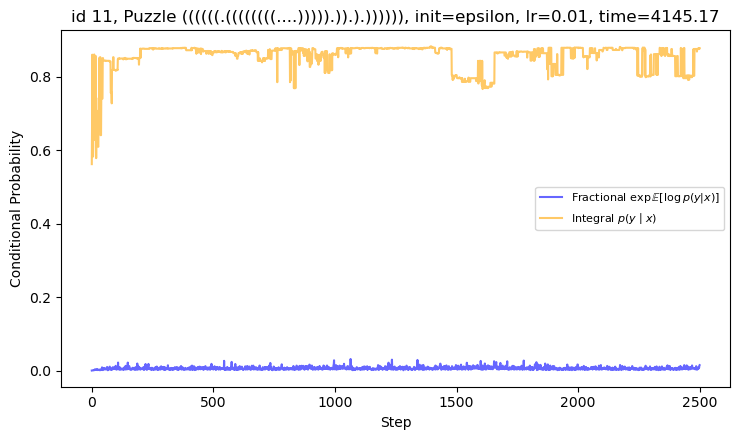 id 11, Puzzle ((((((.((((((((....))))).)).).)))))), init=epsilon, lr=0.01, time=4145.17
Conditional Probability
0.8
0.6
0.4
0.2
0.0
Fractional exp𝔼[log p(y|x)]
Integral p(y | x)
0
500
1000
1500
2000
2500
Step